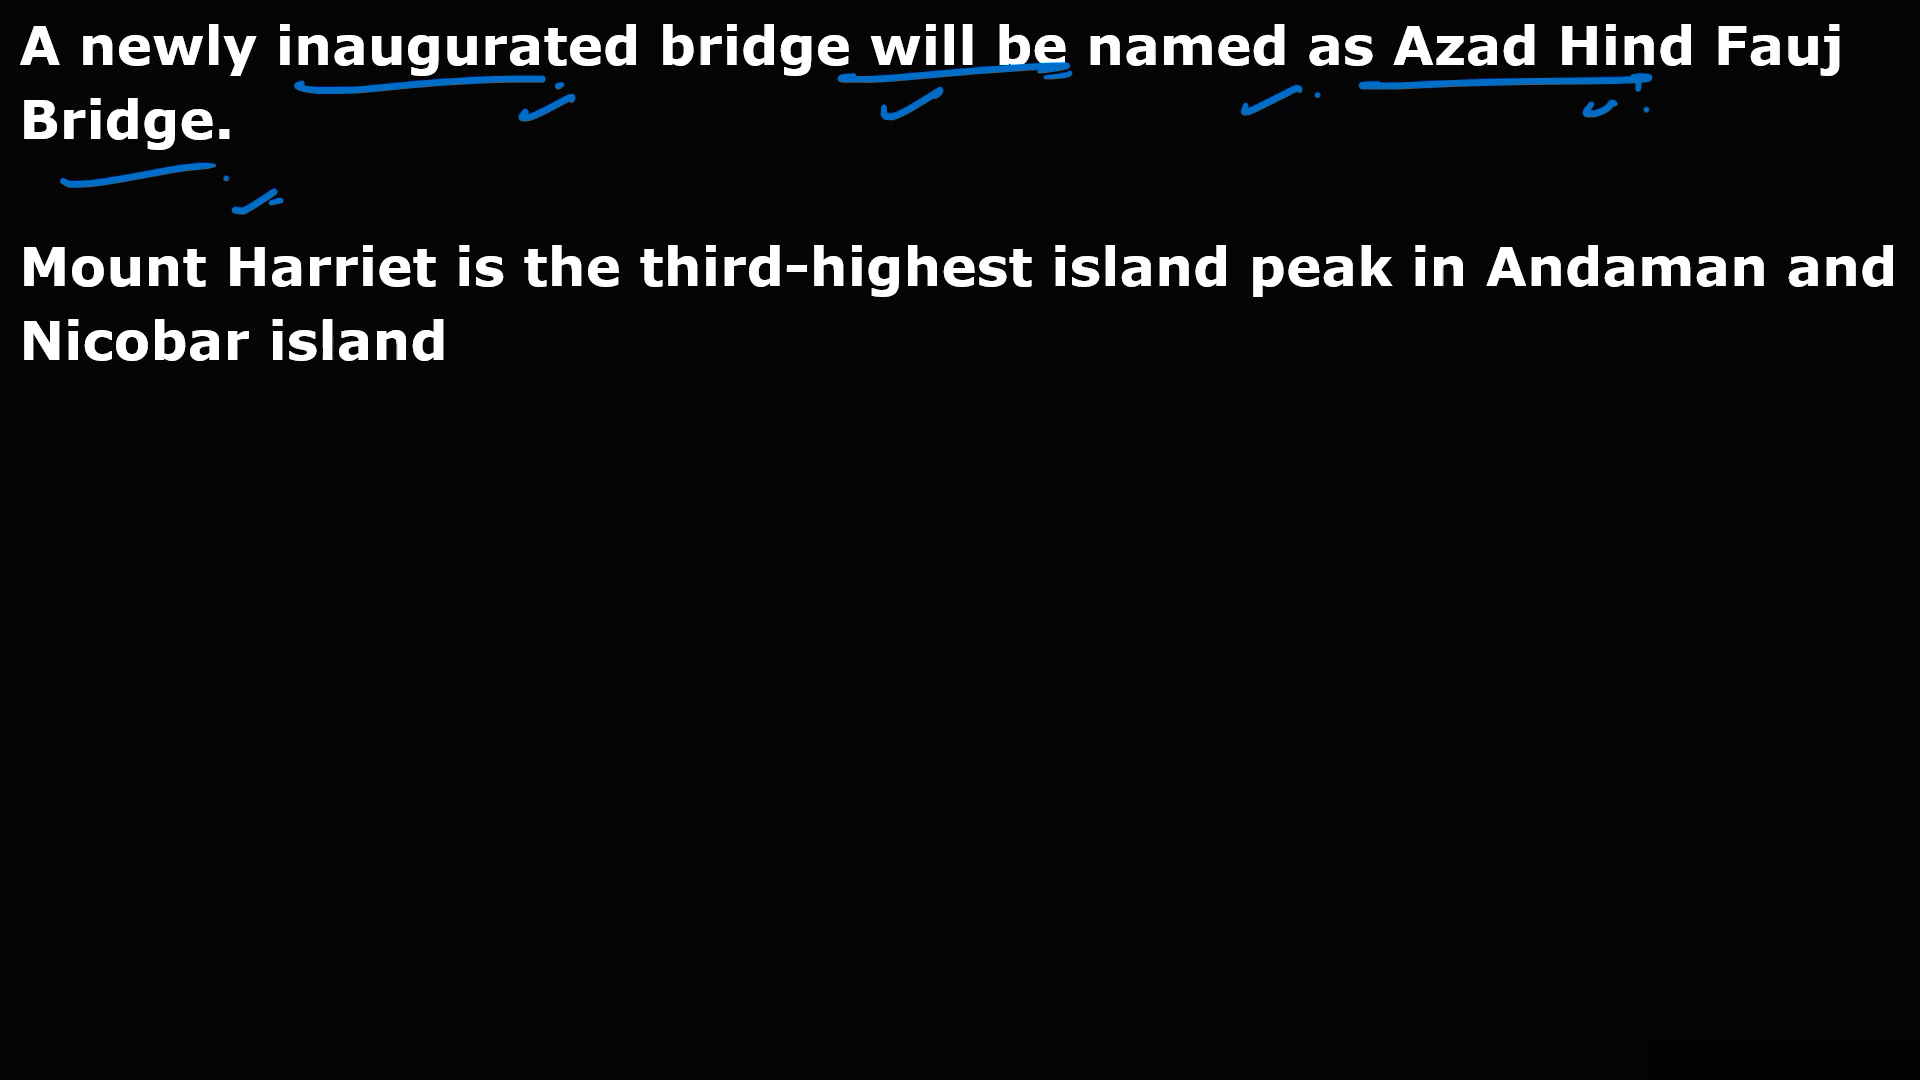 A newly inaugurated bridge will be named as Azad Hind Fauj
Bridge.
Mount Harriet is the third-highest island peak in Andaman and
Nicobar island